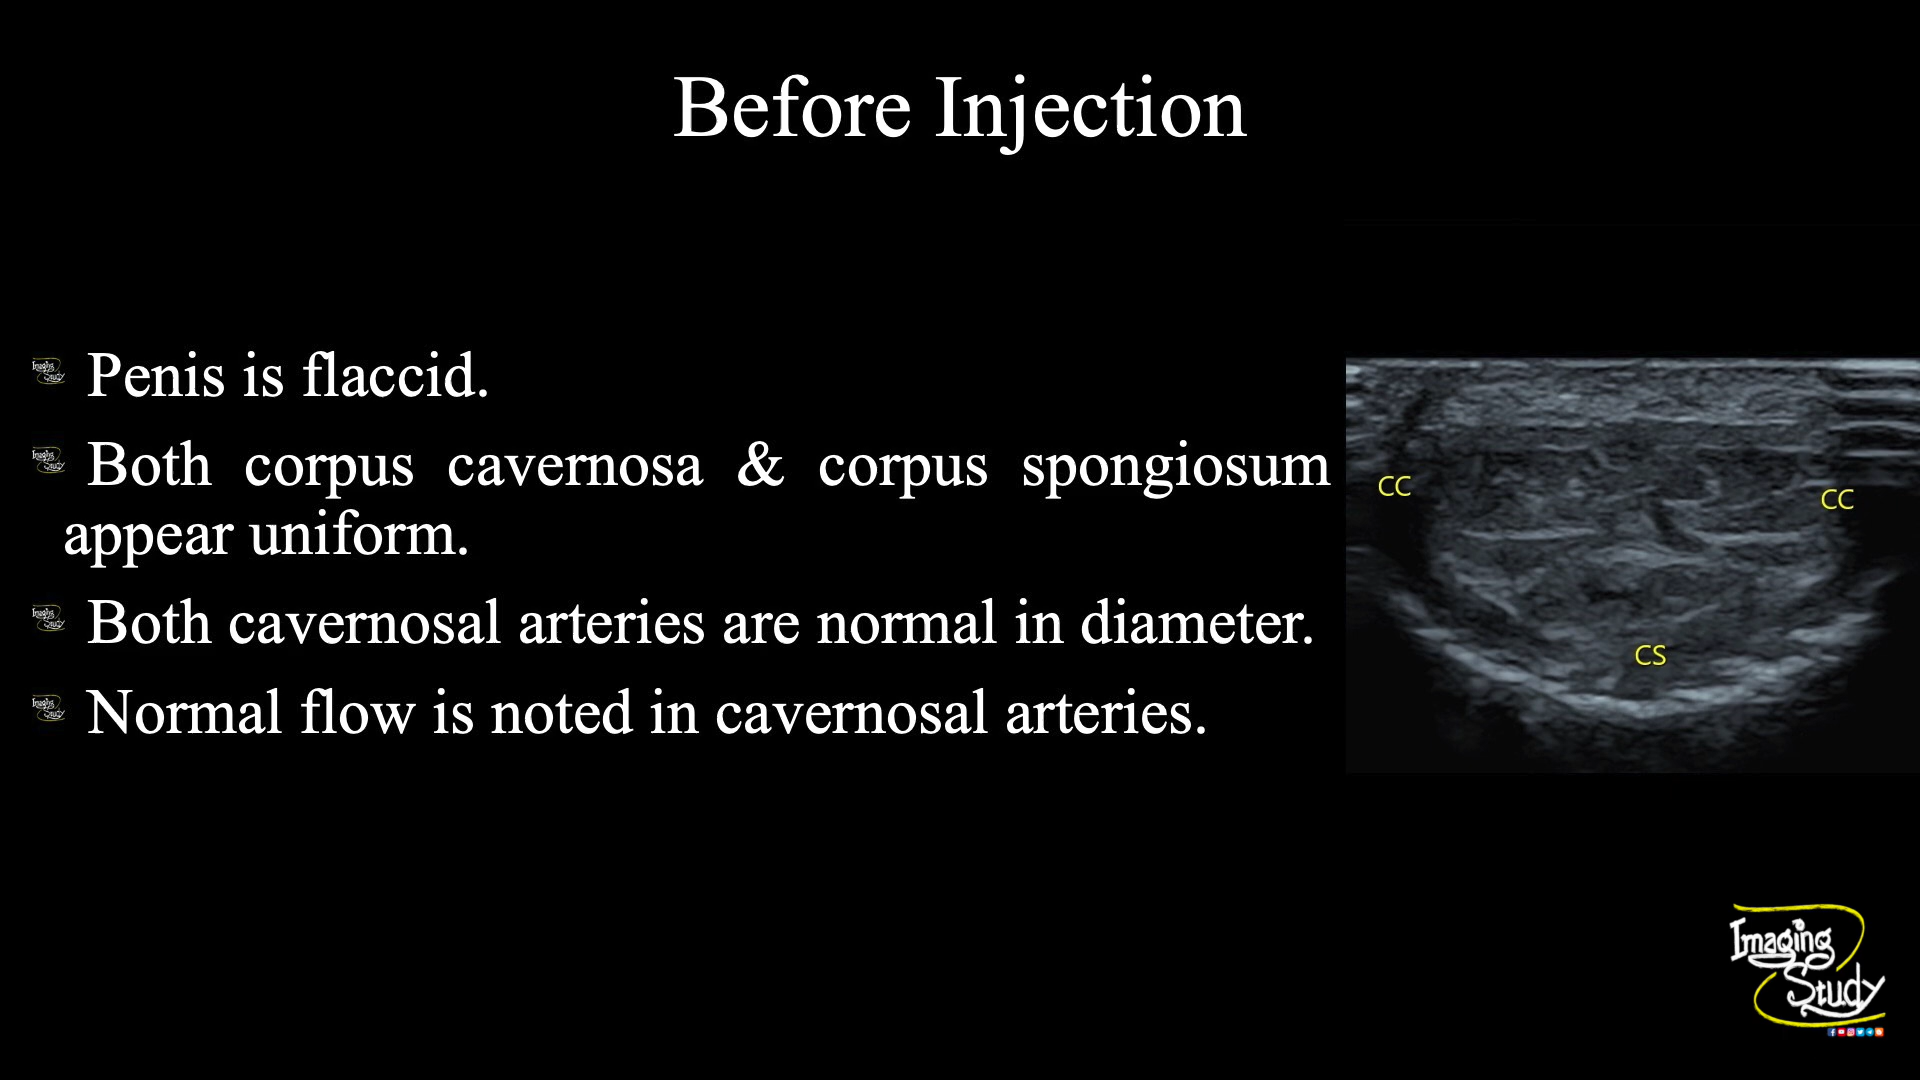 Before Injection
Penis is flaccid.
Both corpus cavernosa & corpus spongiosum
appear uniform.
Both cavernosal arteries are normal in diameter.
Normal flow is noted in cavernosal arteries.
CC
CC
CS
Imaging
Study